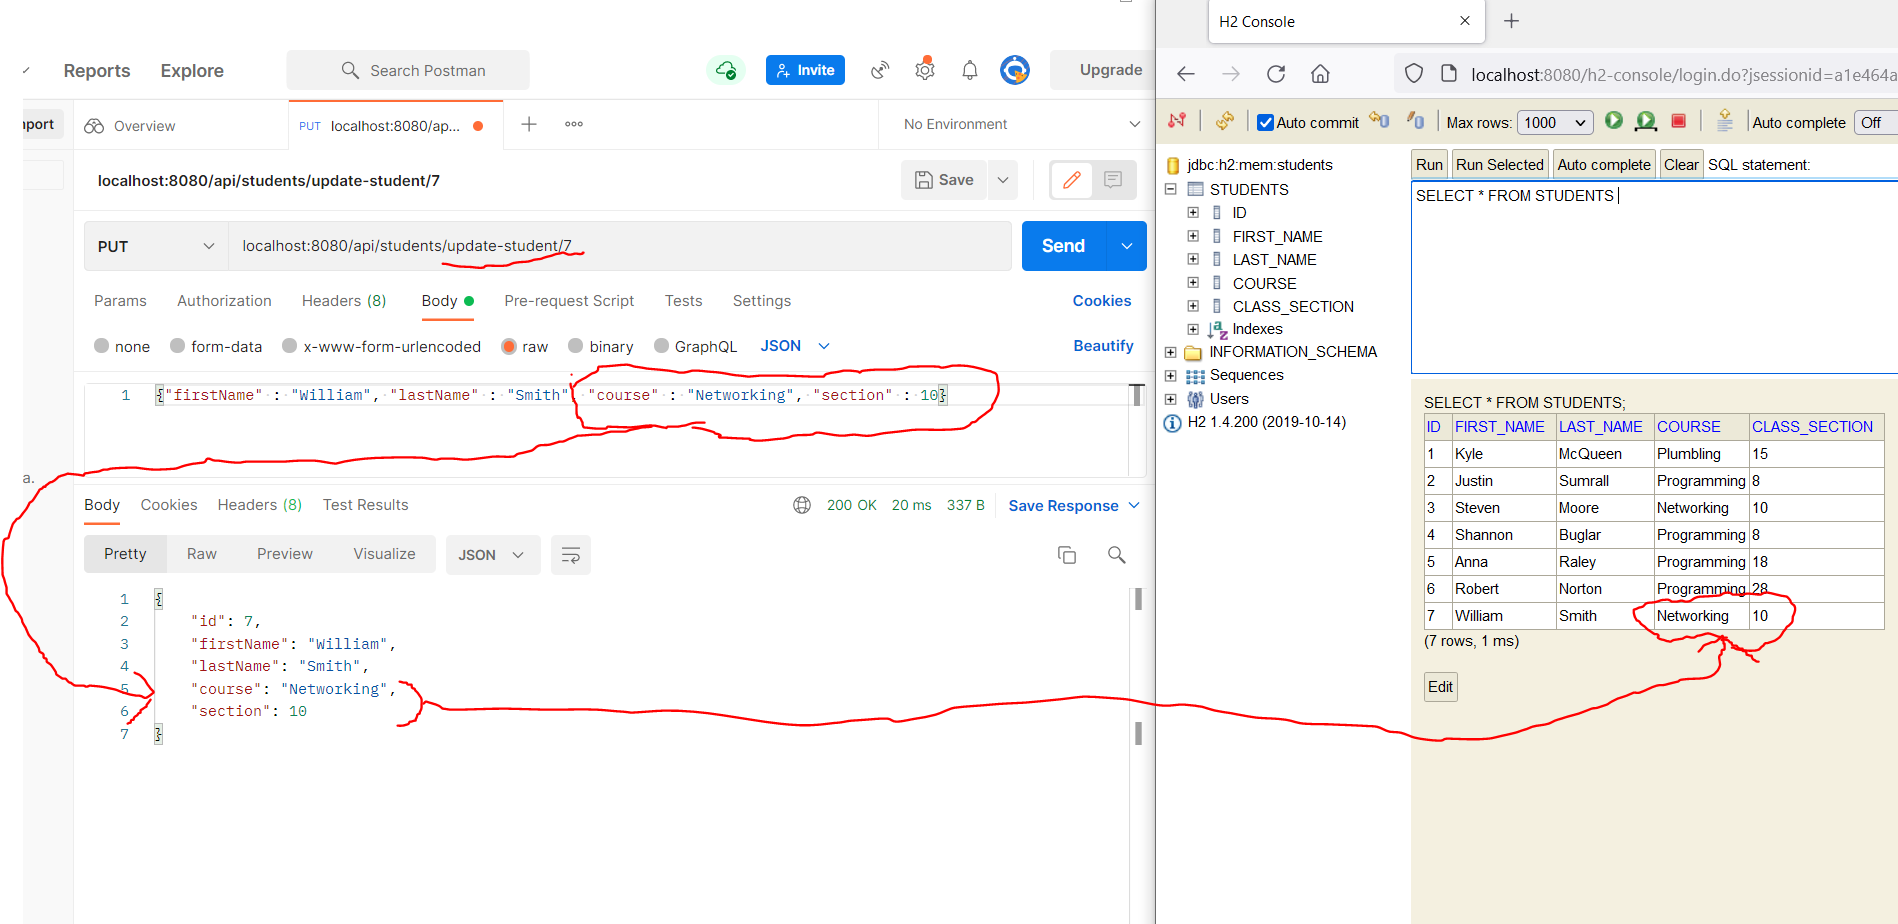 Reports Explore Search Postman Invite Upgrade
port Overview PUT localhost:8080/ap... No Environment
localhost:8080/api/students/update-student/7 Save
PUT localhost:8080/api/students/update-student/7 Send
Params Authorization Headers (8) Body Pre-request Script Tests Settings Cookies
none form-data x-www-form-urlencoded raw binary GraphQL JSON Beautify
1 {"firstName" : "William", "lastName" : "Smith" "course" : "Networking", "section" : 10}
a.
Body Cookies Headers (8) Test Results 200 OK 20 ms 337 B Save Response
Pretty Raw Preview Visualize JSON
1 {
2 "id": 7,
3 "firstName": "William",
4 "lastName": "Smith",
5 "course": "Networking",
6 "section": 10
7 }
H2 Console
localhost:8080/h2-console/login.do?jsessionid=a1e464a
Auto commit Max rows: 1000 Auto complete Off
jdbc:h2:mem:students
STUDENTS
ID
FIRST_NAME
LAST_NAME
COURSE
CLASS_SECTION
Indexes
INFORMATION_SCHEMA
Sequences
Users
H2 1.4.200 (2019-10-14)
Run Run Selected Auto complete Clear SQL statement:
SELECT * FROM STUDENTS
SELECT * FROM STUDENTS;
ID FIRST_NAME LAST_NAME COURSE CLASS_SECTION
1 Kyle McQueen Plumbling 15
2 Justin Sumrall Programming 8
3 Steven Moore Networking 10
4 Shannon Buglar Programming 8
5 Anna Raley Programming 18
6 Robert Norton Programming 28
7 William Smith Networking 10
(7 rows, 1 ms)
Edit